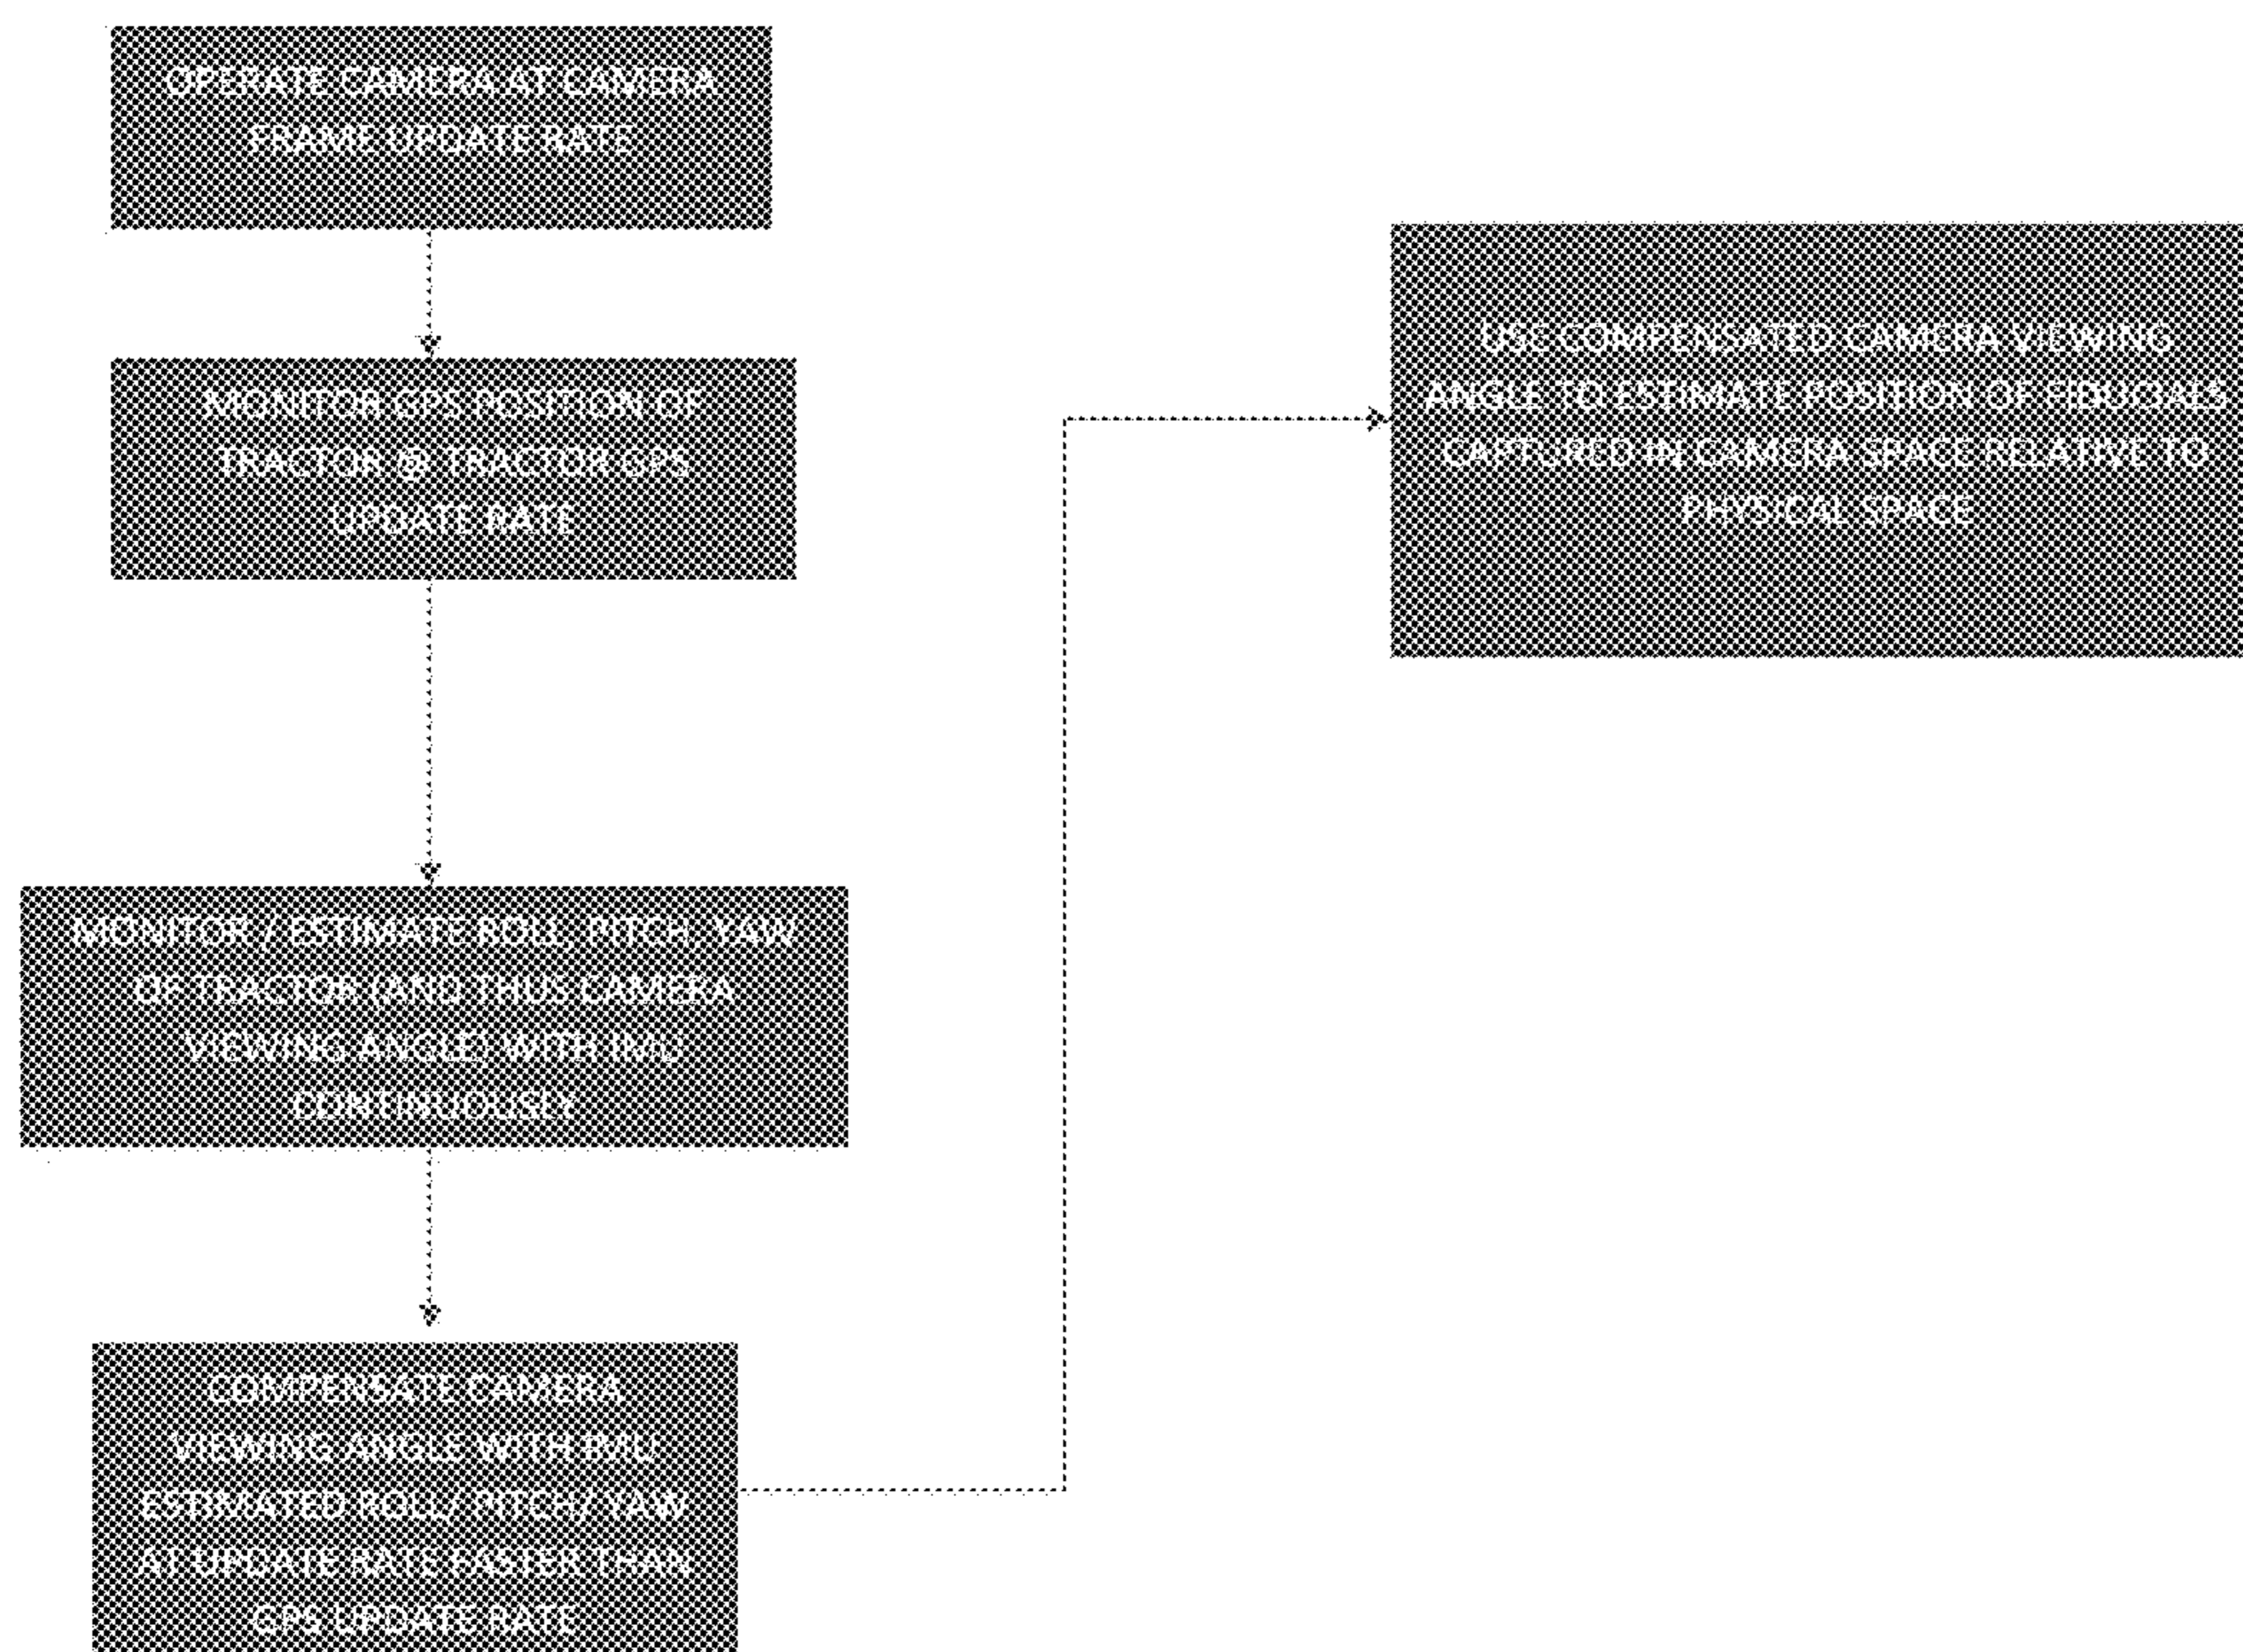 OPERATE CAMERA AT CAMERA
FRAME UPDATE RATE
MONITOR GPS POSITION OF
TRACTOR @ TRACTOR GPS
UPDATE RATE
MONITOR / ESTIMATE ROLL, PITCH, YAW
OF TRACTOR (AND THUS CAMERA
VIEWING ANGLE) WITH IMU
CONTINUOUSLY
COMPENSATE CAMERA
VIEWING ANGLE WITH IMU
ESTIMATED ROLL/ PITCH/ YAW
AT UPDATE RATE FASTER THAN
GPS UPDATE RATE
USE COMPENSATED CAMERA VIEWING
ANGLE TO ESTIMATE POSITION OF FIDUCIALS
CAPTURED IN CAMERA SPACE RELATIVE TO
PHYSICAL SPACE